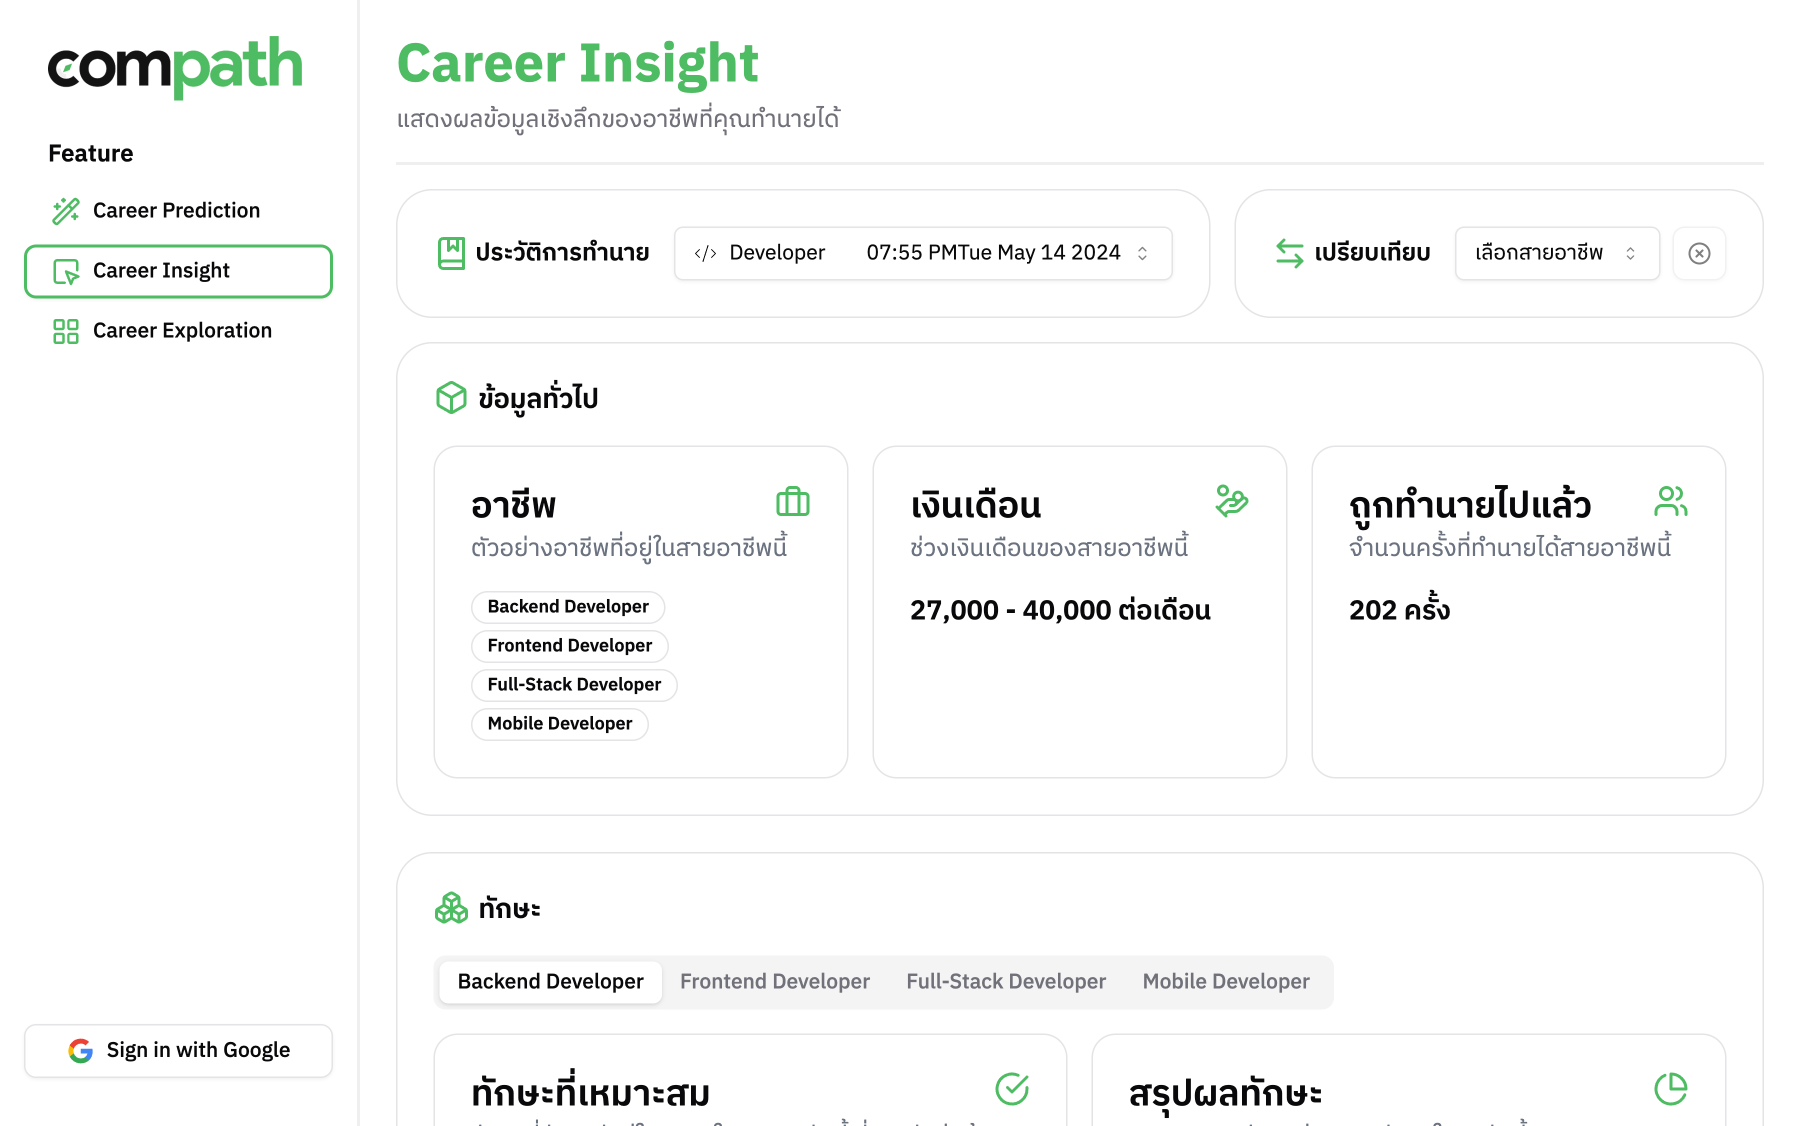 compath
Feature
Career Prediction
Career Insight
Career Exploration
Sign in with Google
Career Insight
แสดงผลข้อมูลเชิงลึกของอาชีพที่คุณทำนายได้
ประวัติการทำนาย
Developer 07:55 PMTue May 14 2024
เปรียบเทียบ
เลือกสายอาชีพ
ข้อมูลทั่วไป
อาชีพ
ตัวอย่างอาชีพที่อยู่ในสายอาชีพนี้
Backend Developer
Frontend Developer
Full-Stack Developer
Mobile Developer
เงินเดือน
ช่วงเงินเดือนของสายอาชีพนี้
27,000 - 40,000 ต่อเดือน
ถูกทำนายไปแล้ว
จำนวนครั้งที่ทำนายได้สายอาชีพนี้
202 ครั้ง
ทักษะ
Backend Developer Frontend Developer Full-Stack Developer Mobile Developer
ทักษะที่เหมาะสม
สรุปผลทักษะ